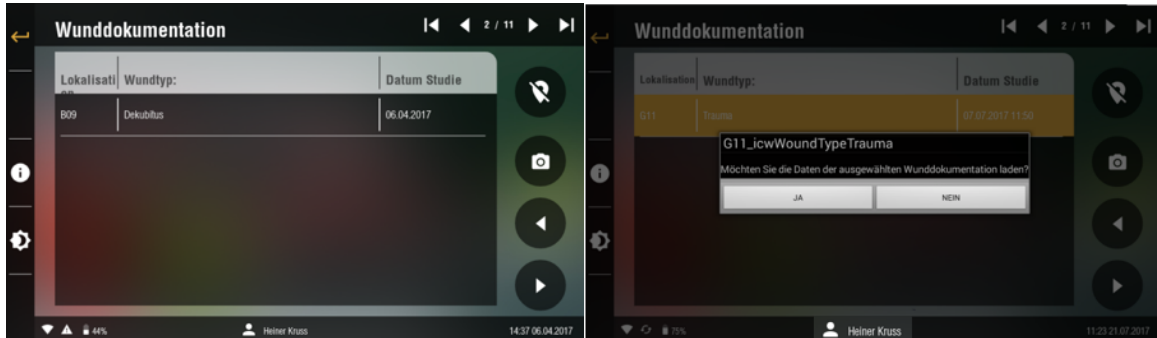 Wunddokumentation
2 / 11
Lokalisati
on
Wundtyp:
Datum Studie
B09
Dekubitus
06.04.2017
44%
Heiner Kruss
14:37 06.04.2017
Wunddokumentation
2 / 11
Lokalisation
Wundtyp:
Datum Studie
G11
Trauma
07.07.2017 11:50
G11_icwWoundTypeTrauma
Möchten Sie die Daten der ausgewählten Wunddokumentation laden?
JA
NEIN
75%
Heiner Kruss
11:23 21.07.2017